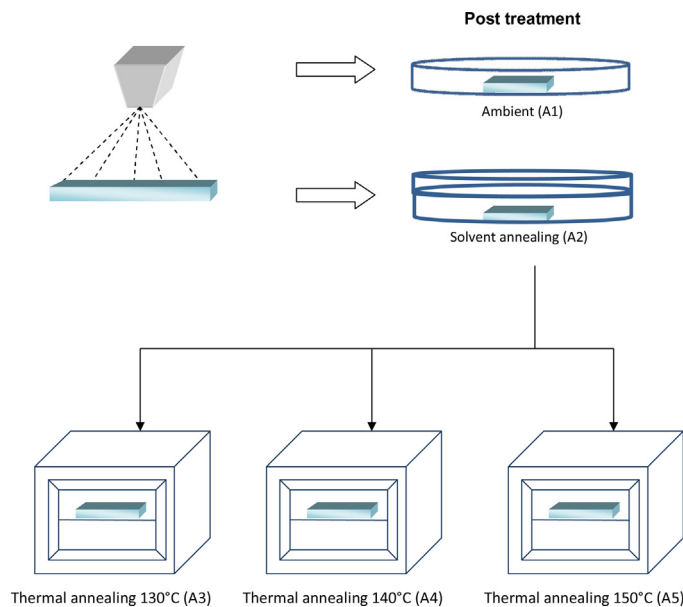 Post treatment
Ambient (A1)
Solvent annealing (A2)
Thermal annealing 130°C (A3)
Thermal annealing 140°C (A4)
Thermal annealing 150°C (A5)